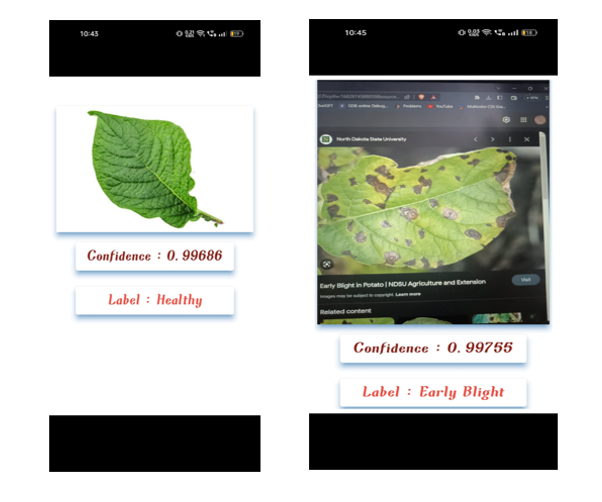 10:43
Confidence : 0.99686
Label : Healthy
10:45
Problems
YouTube
North Dakota State University
Early Blight in Potato | NDSU Agriculture and Extension
Visit
Images may be subject to copyright. Learn more
Related content
Confidence : 0.99755
Label : Early Blight